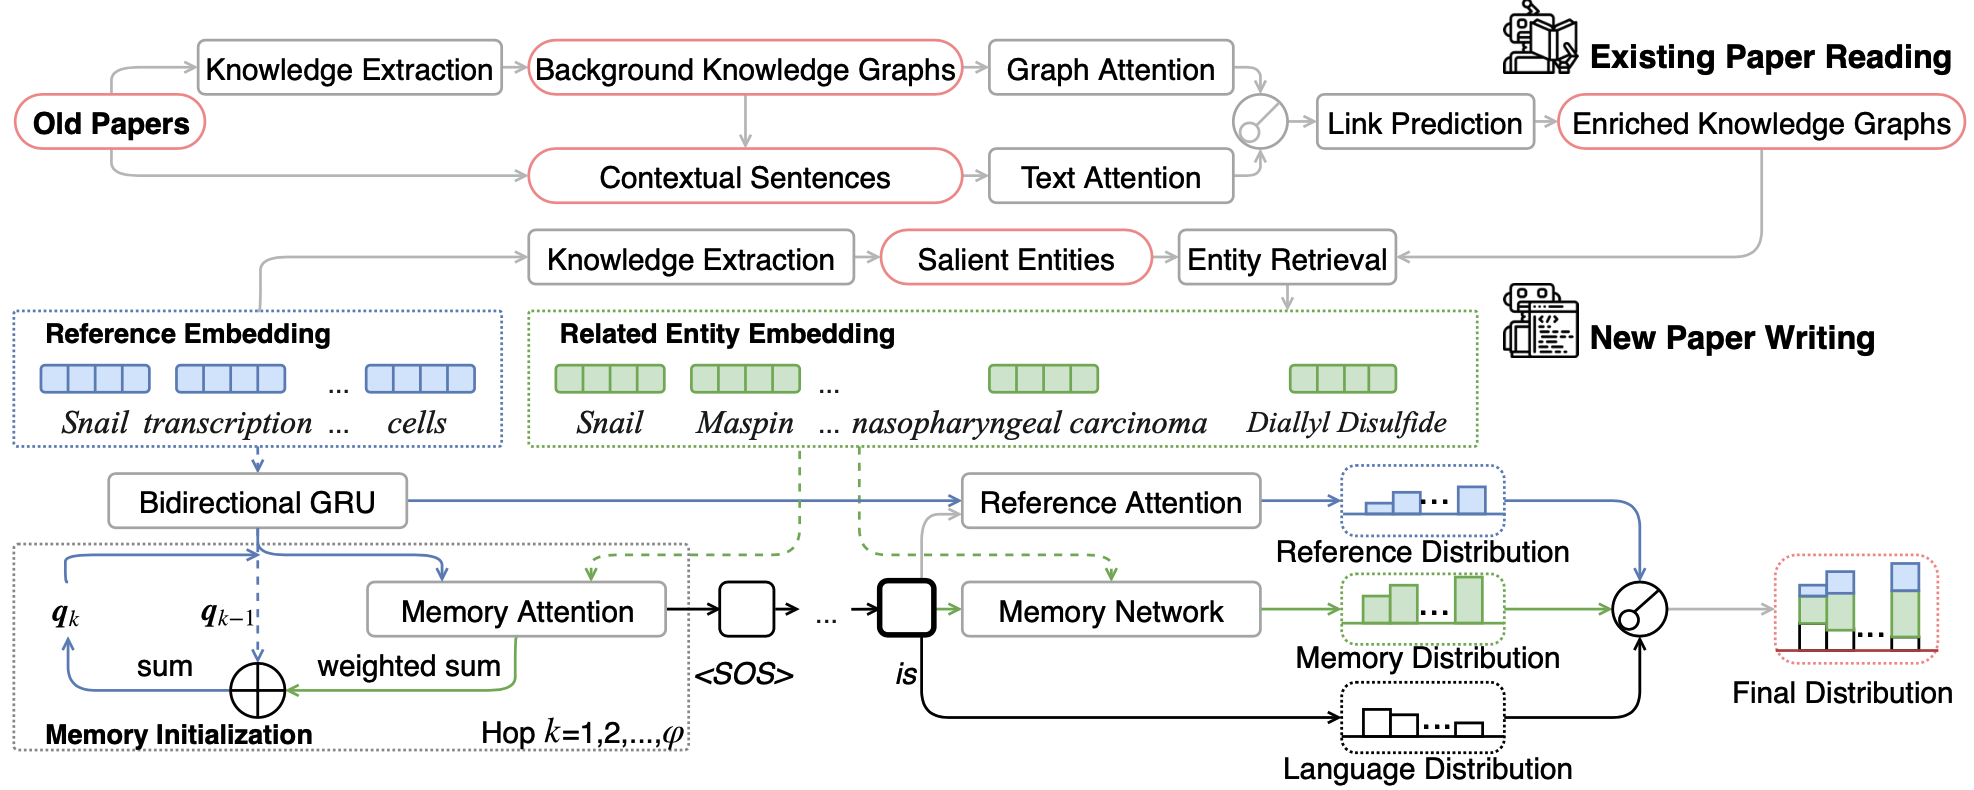 Existing Paper Reading
Knowledge Extraction
Background Knowledge Graphs
Graph Attention
Old Papers
Link Prediction
Enriched Knowledge Graphs
Contextual Sentences
Text Attention
Knowledge Extraction
Salient Entities
Entity Retrieval
New Paper Writing
Reference Embedding
...
Snail transcription ... cells
Related Entity Embedding
...
Snail Maspin ... nasopharyngeal carcinoma Diallyl Disulfide
Bidirectional GRU
Reference Attention
...
Reference Distribution
q_k
q_{k-1}
Memory Attention
...
Memory Network
...
Memory Distribution
sum
weighted sum
<SOS>
is
Memory Initialization
Hop k=1,2,...,φ
...
Language Distribution
...
Final Distribution